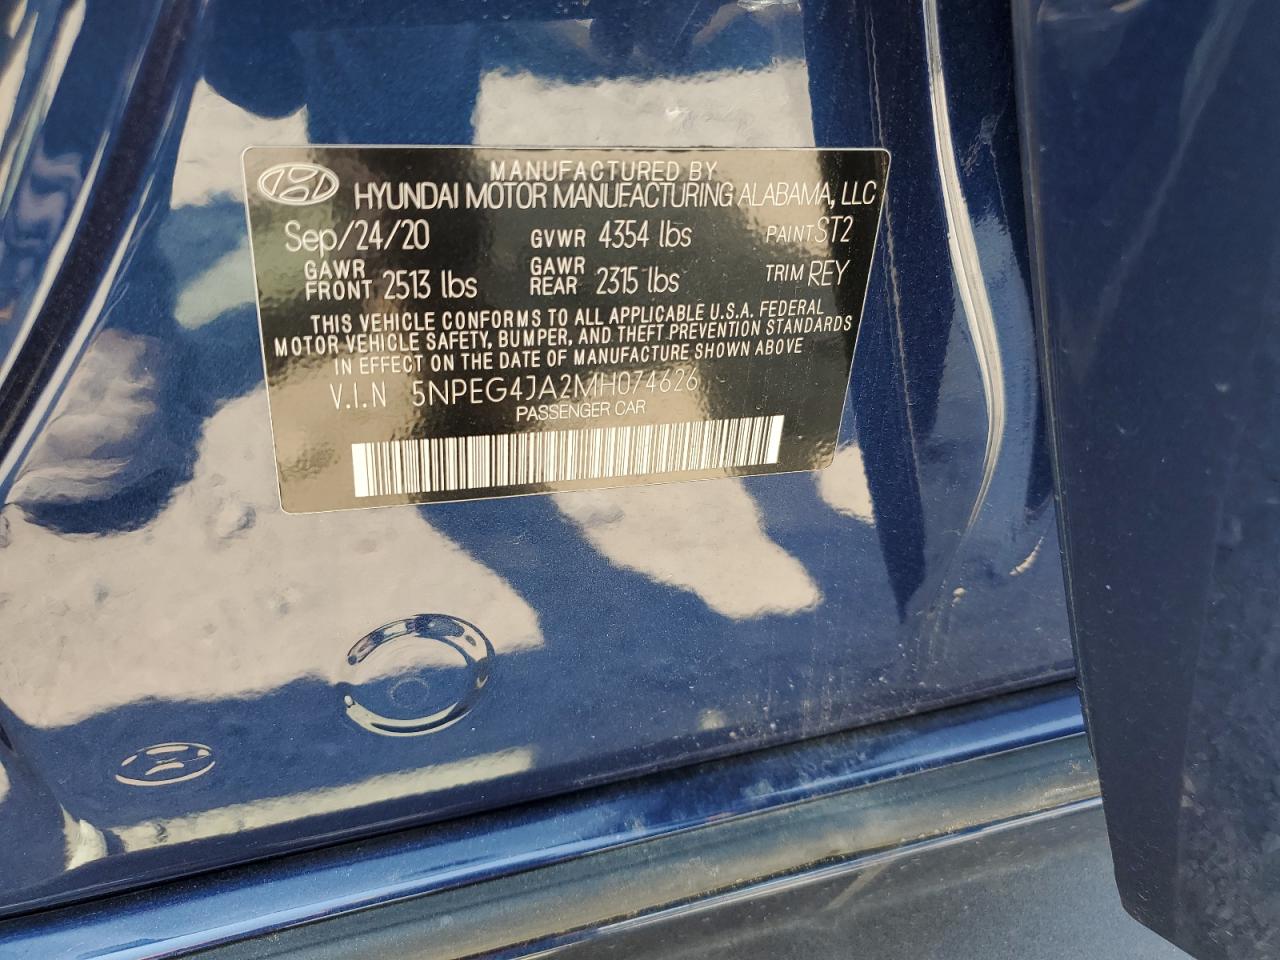 MANUFACTURED BY
HYUNDAI MOTOR MANUFACTURING ALABAMA, LLC
Sep/24/20 GVWR 4354 lbs PAINT ST2
GAWR FRONT 2513 lbs GAWR REAR 2315 lbs TRIM REY
THIS VEHICLE CONFORMS TO ALL APPLICABLE U.S.A. FEDERAL
MOTOR VEHICLE SAFETY, BUMPER, AND THEFT PREVENTION STANDARDS
IN EFFECT ON THE DATE OF MANUFACTURE SHOWN ABOVE
V.I.N 5NPEG4JA2MH074626
PASSENGER CAR